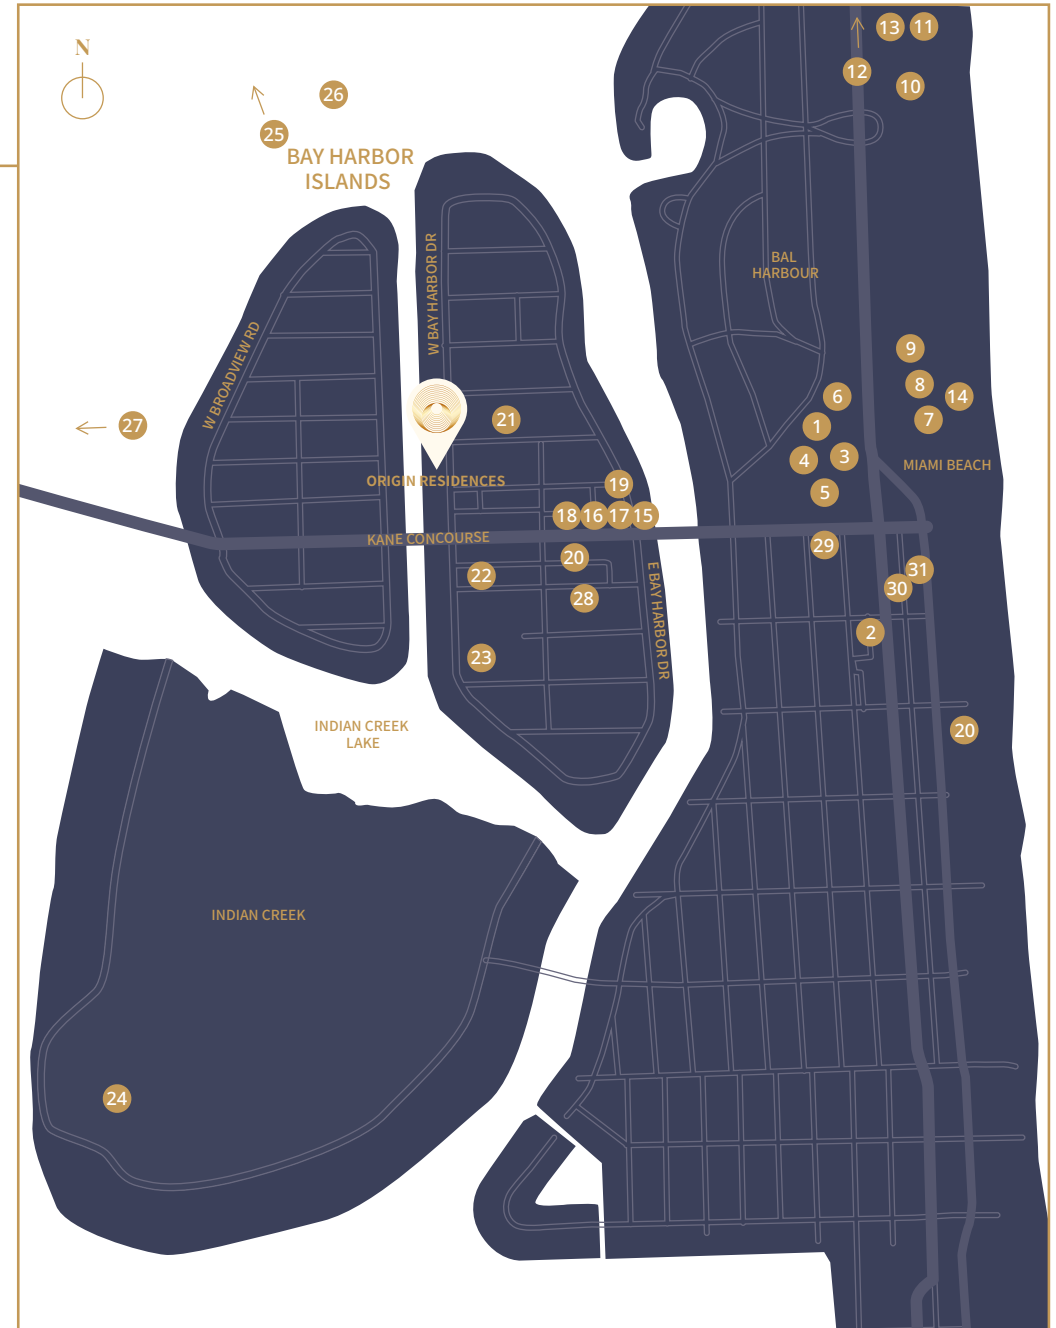 N
13
11
12
10
26
25
BAY HARBOR
ISLANDS
W BAY HARBOR DR
BAL
HARBOUR
W BROADVIEW RD
9
8
14
6
7
1
21
27
4
3
MIAMI BEACH
ORIGIN RESIDENCES
19
5
18
16
17
15
KANE CONCOURSE
29
20
22
E BAY HARBOR DR
31
30
28
2
23
INDIAN CREEK
LAKE
20
INDIAN CREEK
24